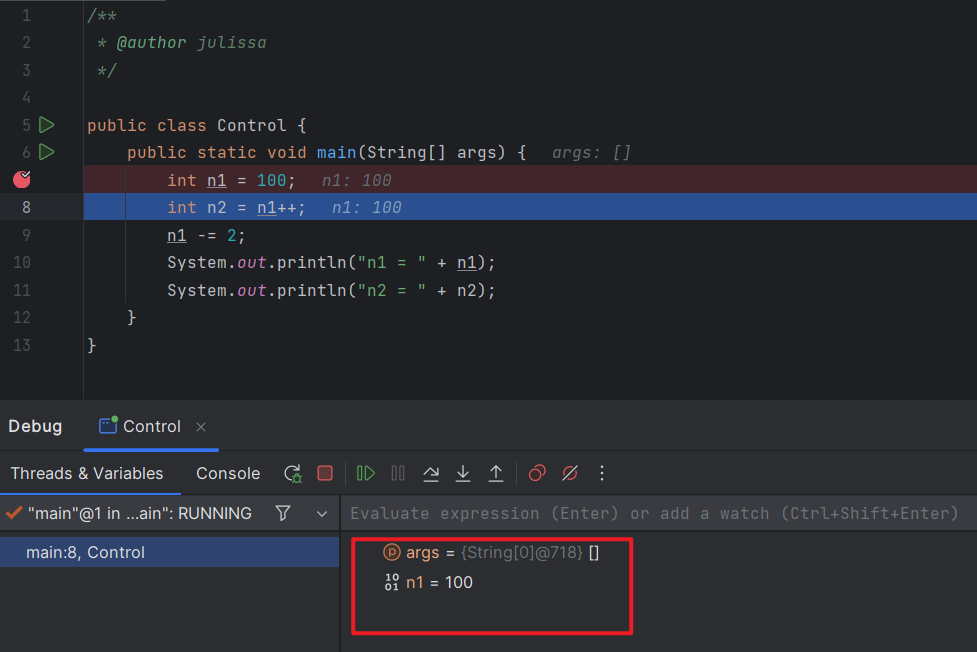 1 /**
2 * @author julissa
3 */
4
5 public class Control {
6 public static void main(String[] args) { args: []
int n1 = 100; n1: 100
8 int n2 = n1++; n1: 100
9 n1 -= 2;
10 System.out.println("n1 = " + n1);
11 System.out.println("n2 = " + n2);
12 }
13 }
Debug Control ×
Threads & Variables Console
"main"@1 in ...ain": RUNNING Evaluate expression (Enter) or add a watch (Ctrl+Shift+Enter)
main:8, Control p args = {String[0]@718} []
10 01 n1 = 100